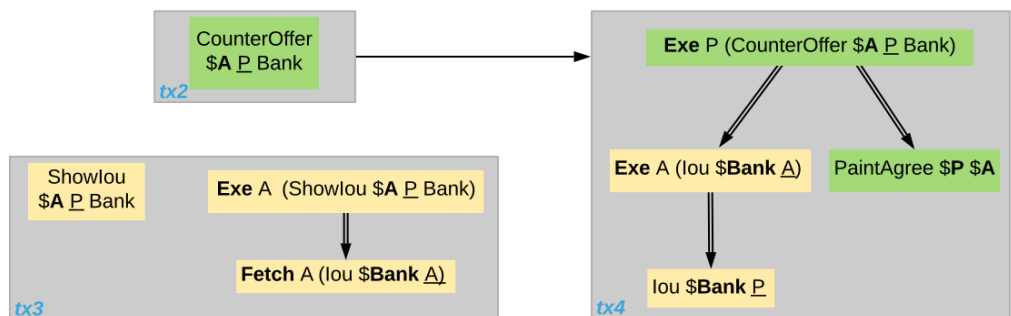 CounterOffer
$A P Bank
tx2
Exe P (CounterOffer $A P Bank)
Exe A (Iou $Bank A)
PaintAgree $P $A
Iou $Bank P
tx4
ShowIou
$A P Bank
Exe A (ShowIou $A P Bank)
Fetch A (Iou $Bank A)
tx3